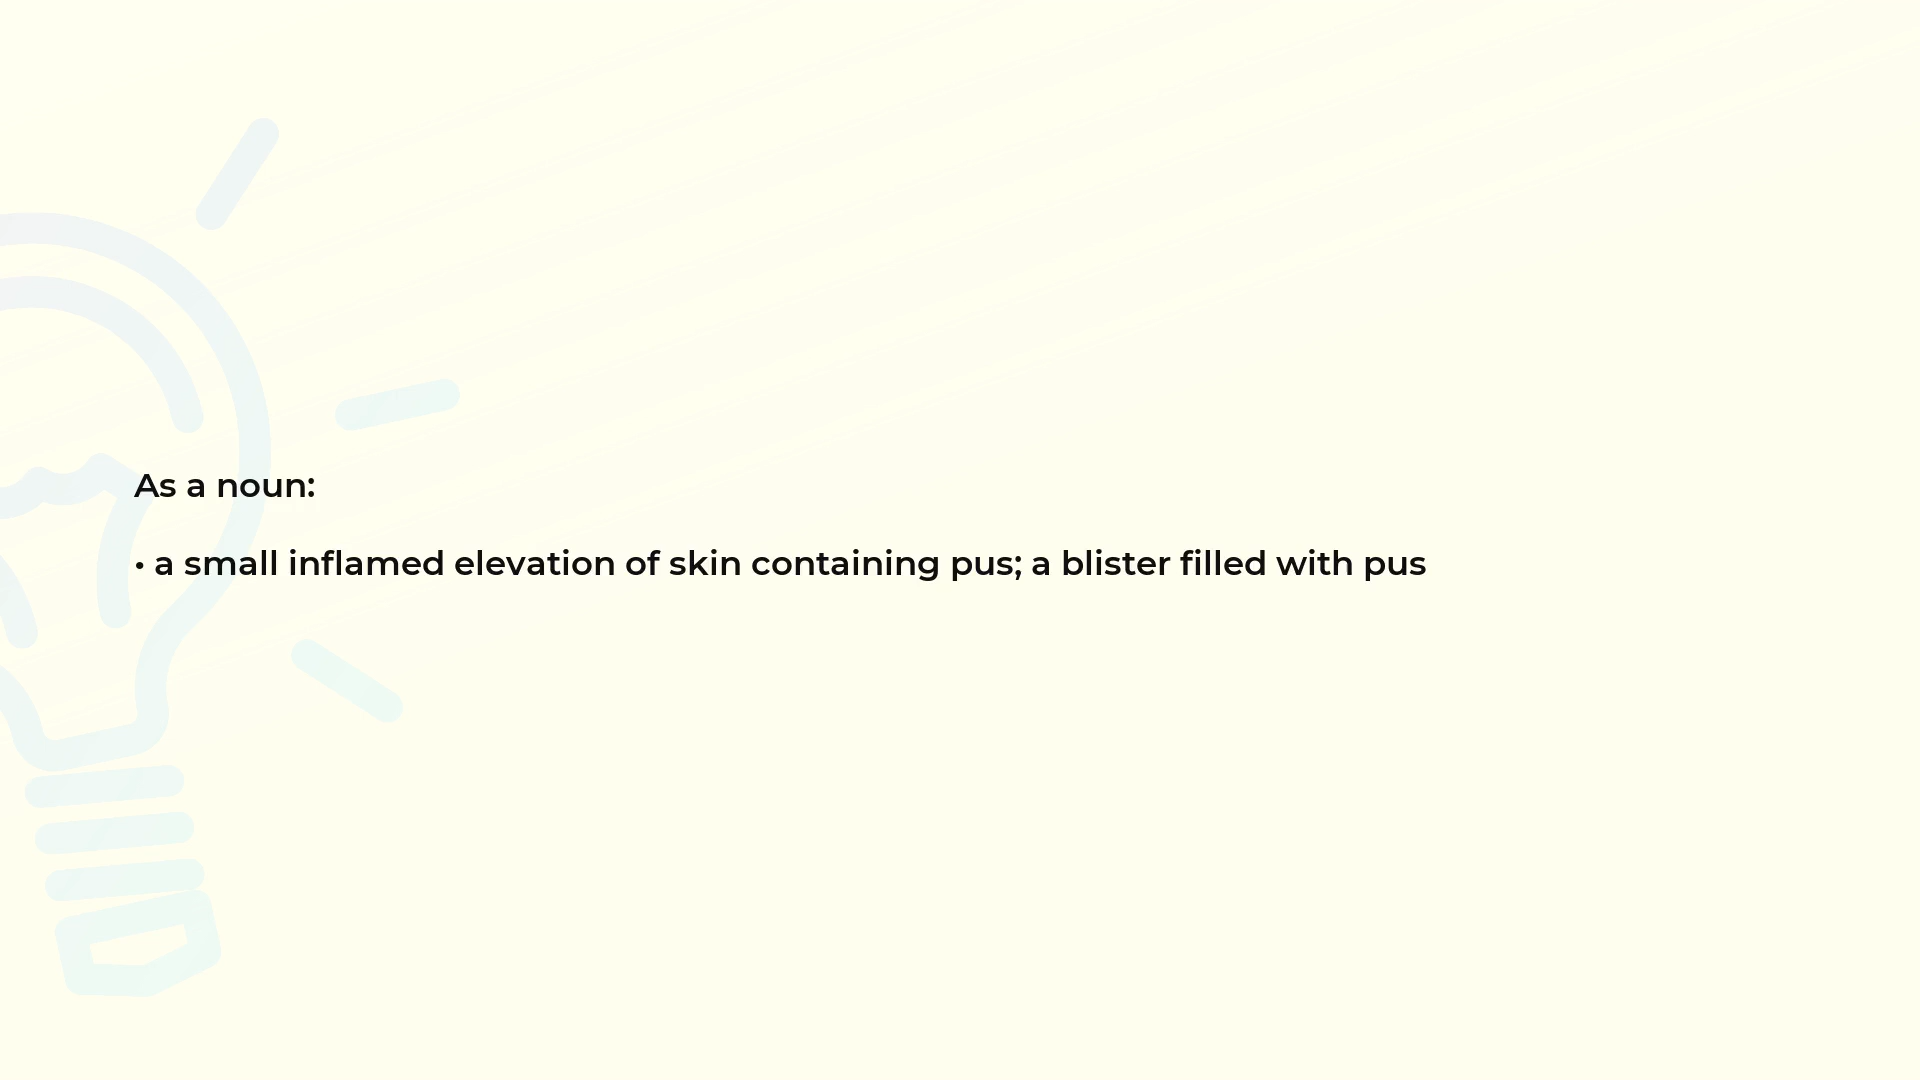 As a noun:
• a small inflamed elevation of skin containing pus; a blister filled with pus